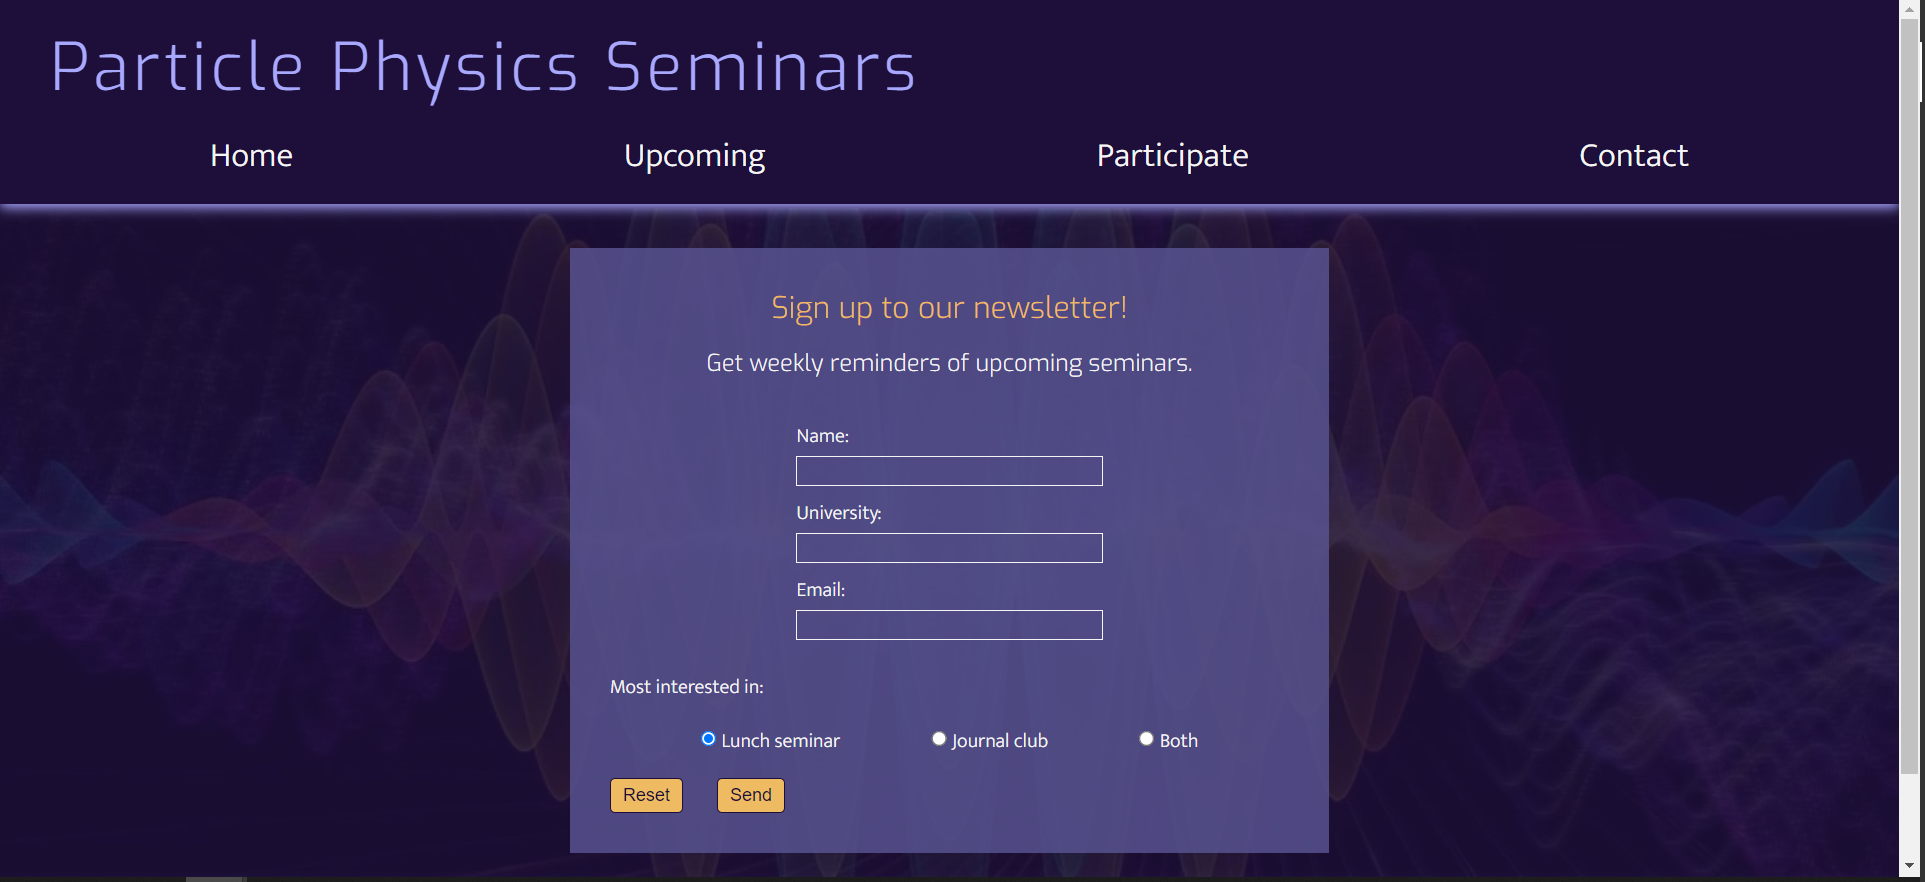 Particle Physics Seminars
Home Upcoming Participate Contact
Sign up to our newsletter!
Get weekly reminders of upcoming seminars.
Name:
University:
Email:
Most interested in:
Lunch seminar Journal club Both
Reset Send